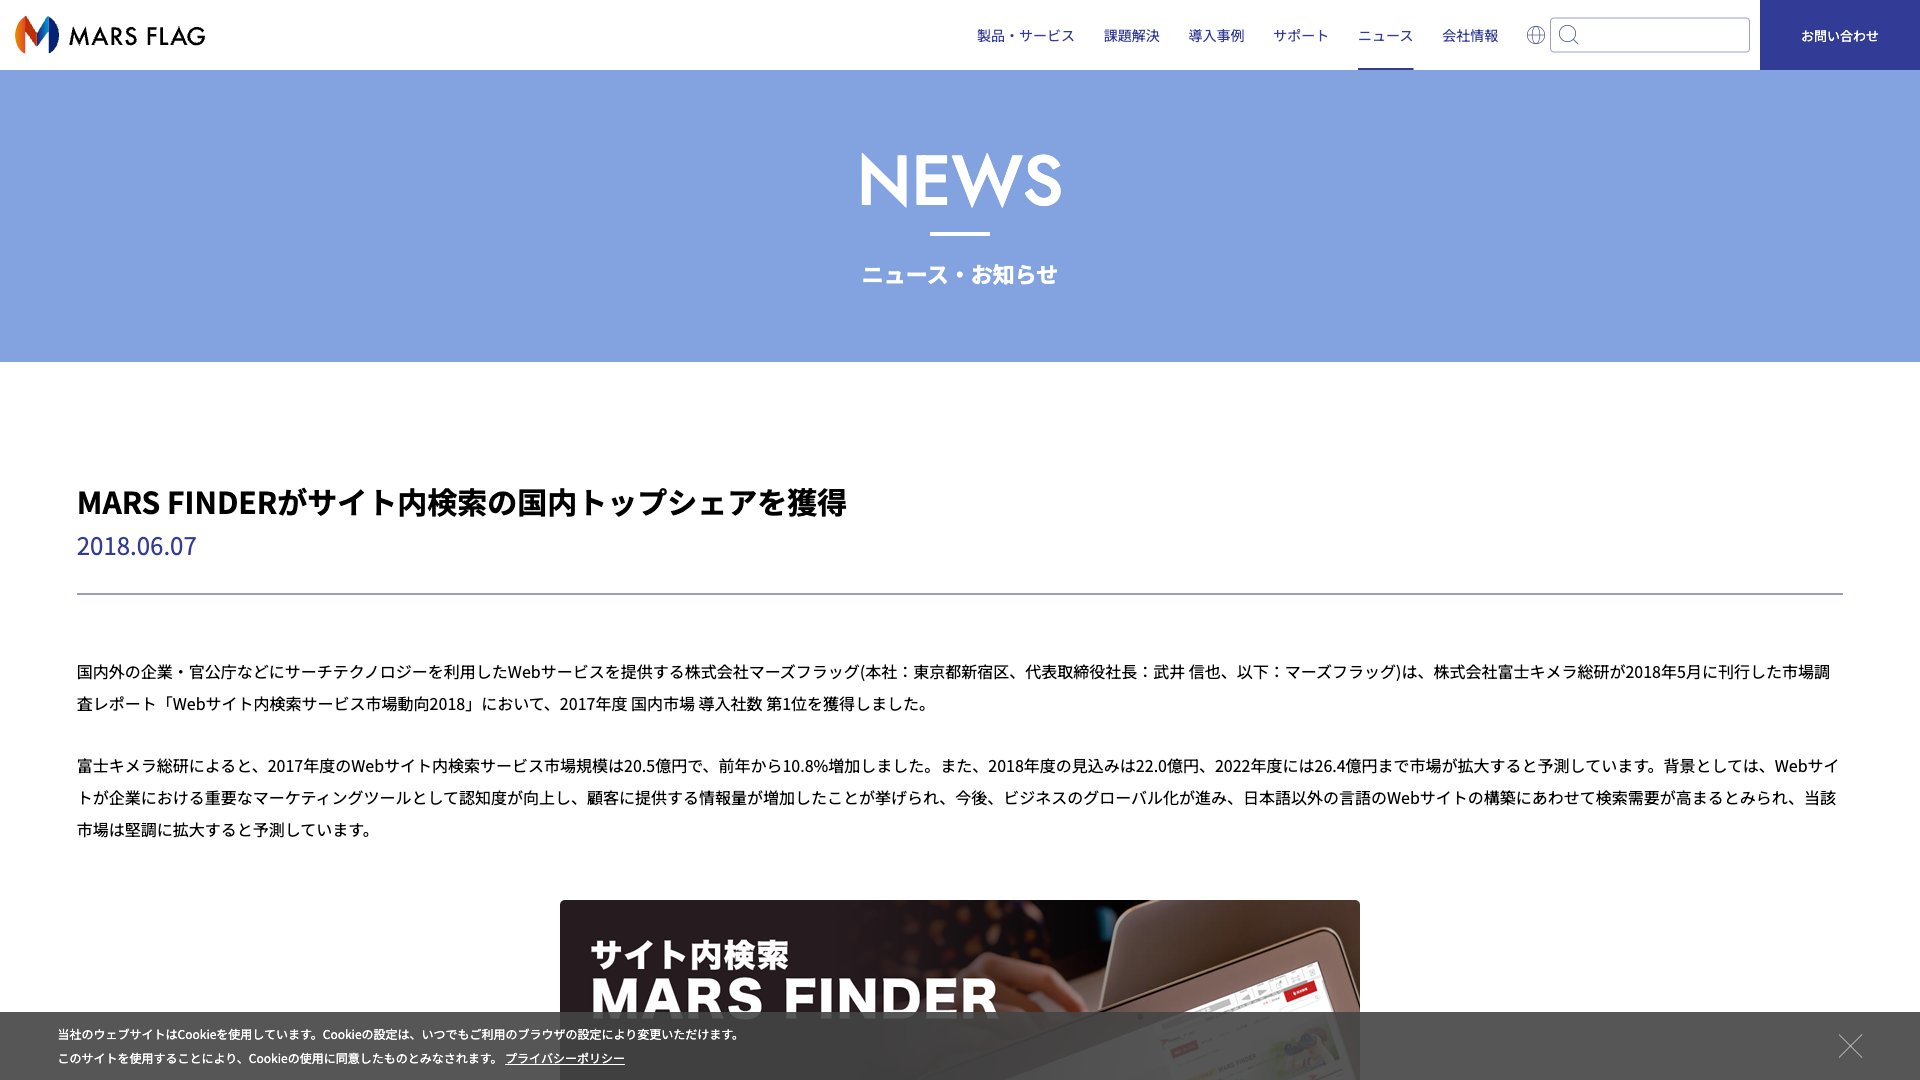 MARS FLAG
製品・サービス
課題解決
導入事例
サポート
ニュース
会社情報
お問い合わせ
NEWS
ニュース・お知らせ
MARS FINDERがサイト内検索の国内トップシェアを獲得
2018.06.07
国内外の企業・官公庁などにサーチテクノロジーを利用したWebサービスを提供する株式会社マーズフラッグ(本社：東京都新宿区、代表取締役社長：武井 信也、以下：マーズフラッグ)は、株式会社富士キメラ総研が2018年5月に刊行した市場調
査レポート「Webサイト内検索サービス市場動向2018」において、2017年度 国内市場 導入社数 第1位を獲得しました。
富士キメラ総研によると、2017年度のWebサイト内検索サービス市場規模は20.5億円で、前年から10.8%増加しました。また、2018年度の見込みは22.0億円、2022年度には26.4億円まで市場が拡大すると予測しています。背景としては、Webサイ
トが企業における重要なマーケティングツールとして認知度が向上し、顧客に提供する情報量が増加したことが挙げられ、今後、ビジネスのグローバル化が進み、日本語以外の言語のWebサイトの構築にあわせて検索需要が高まるとみられ、当該
市場は堅調に拡大すると予測しています。
サイト内検索
MARS FINDER
当社のウェブサイトはCookieを使用しています。Cookieの設定は、いつでもご利用のブラウザの設定により変更いただけます。
このサイトを使用することにより、Cookieの使用に同意したものとみなされます。 プライバシーポリシー